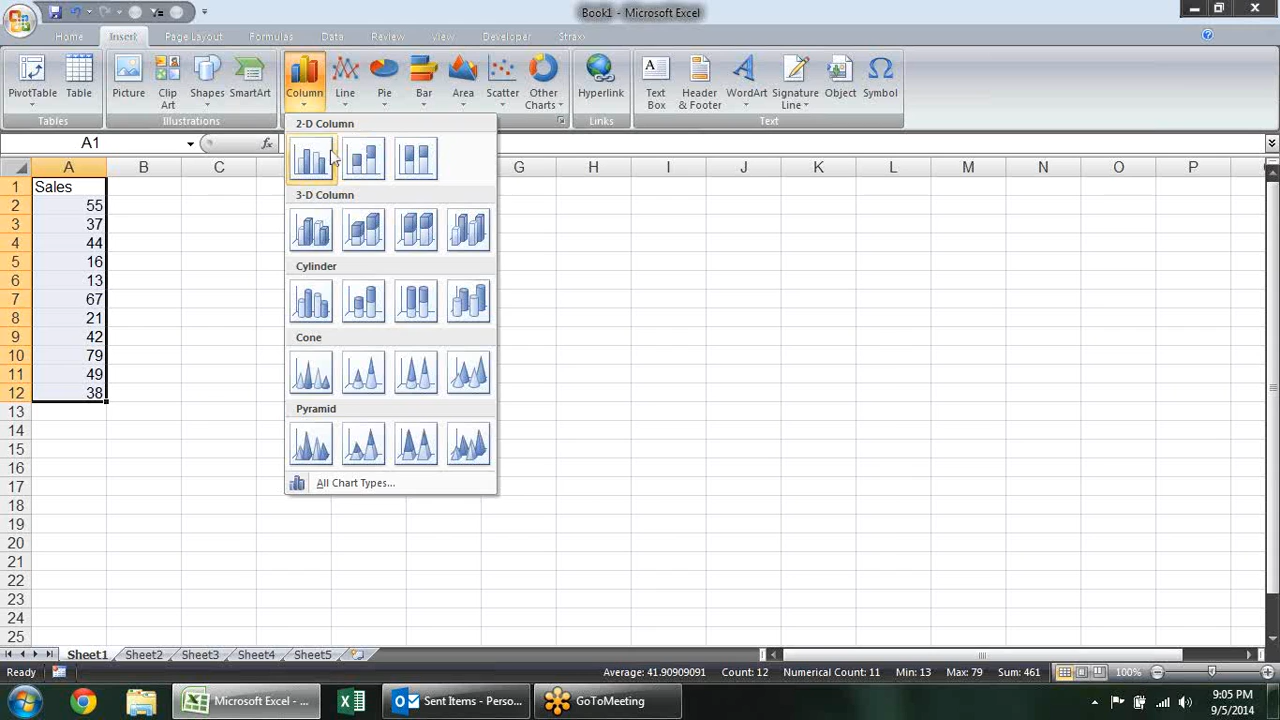 Book1 - Microsoft Excel
Home Insert Page Layout Formulas Data Review View Developer
PivotTable Table Picture Clip Art Shapes SmartArt Column Line Pie Bar Area Scatter Other Charts Hyperlink Text Box Header & Footer WordArt Signature Line Object Symbol
Tables Illustrations Links Text
A1 fx
2-D Column
3-D Column
Cylinder
Cone
Pyramid
All Chart Types...
A B C G H I J K L M N O P
1 Sales
2 55
3 37
4 44
5 16
6 13
7 67
8 21
9 42
10 79
11 49
12 38
13
14
15
16
17
18
19
20
21
22
23
24
25
Sheet1 Sheet2 Sheet3 Sheet4 Sheet5
Ready Average: 41.90909091 Count: 12 Numerical Count: 11 Min: 13 Max: 79 Sum: 461 100%
Microsoft Excel - ... Sent Items - Perso... GoToMeeting 9:05 PM
9/5/2014